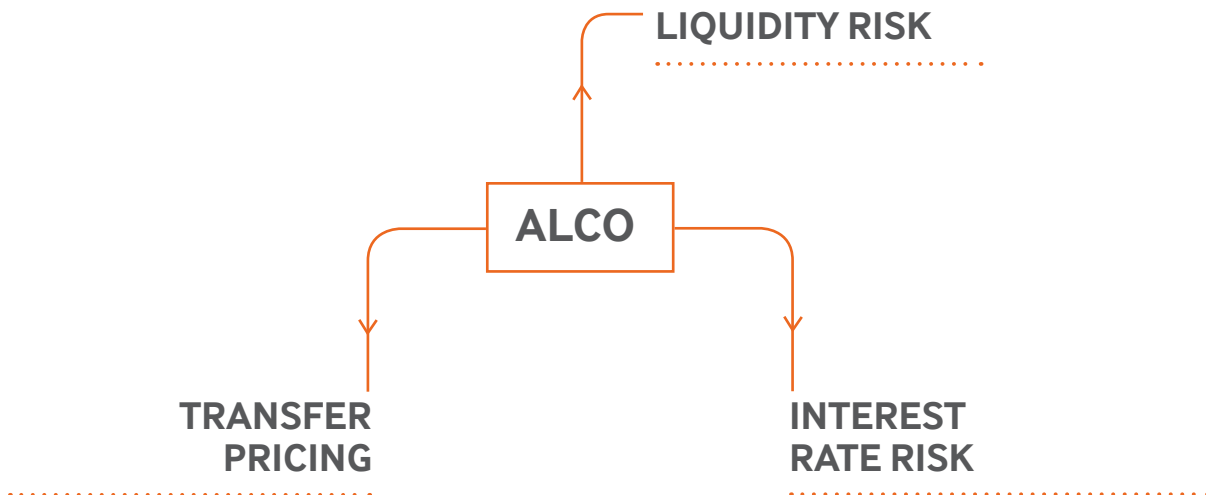 LIQUIDITY RISK
ALCO
TRANSFER
PRICING
INTEREST
RATE RISK